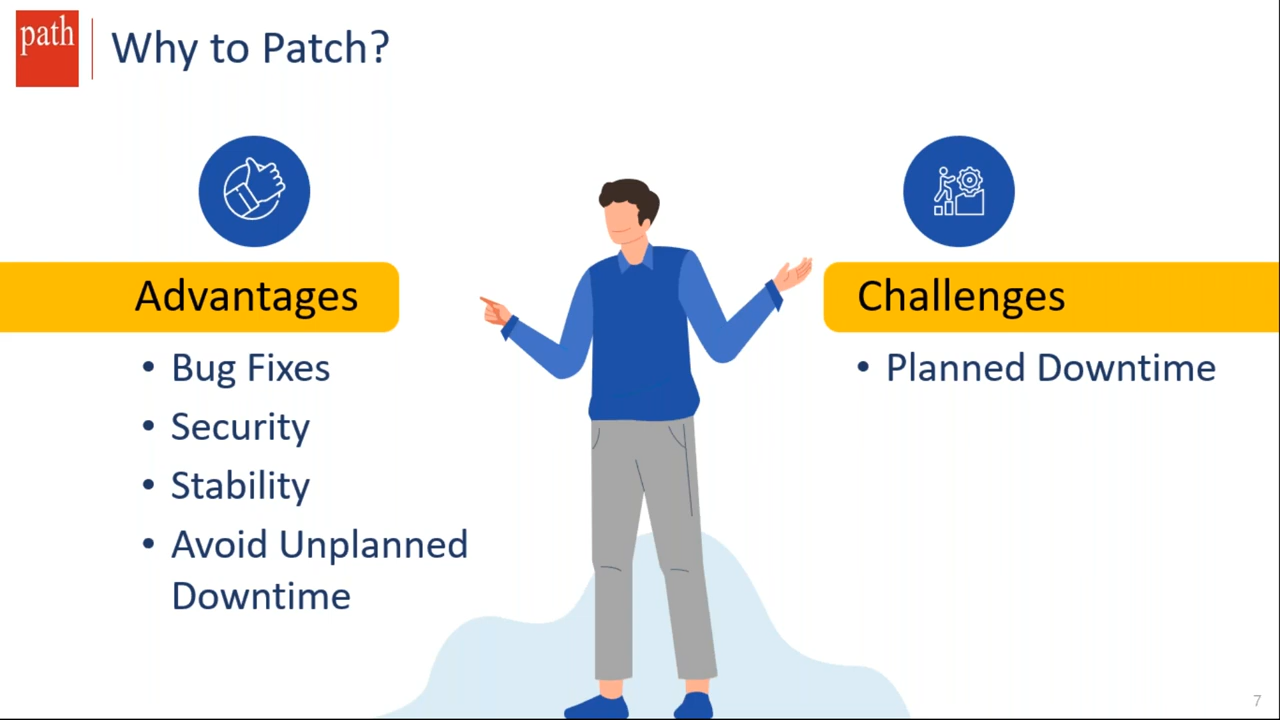 path
Why to Patch?
Advantages
• Bug Fixes
• Security
• Stability
• Avoid Unplanned
Downtime
Challenges
• Planned Downtime
7